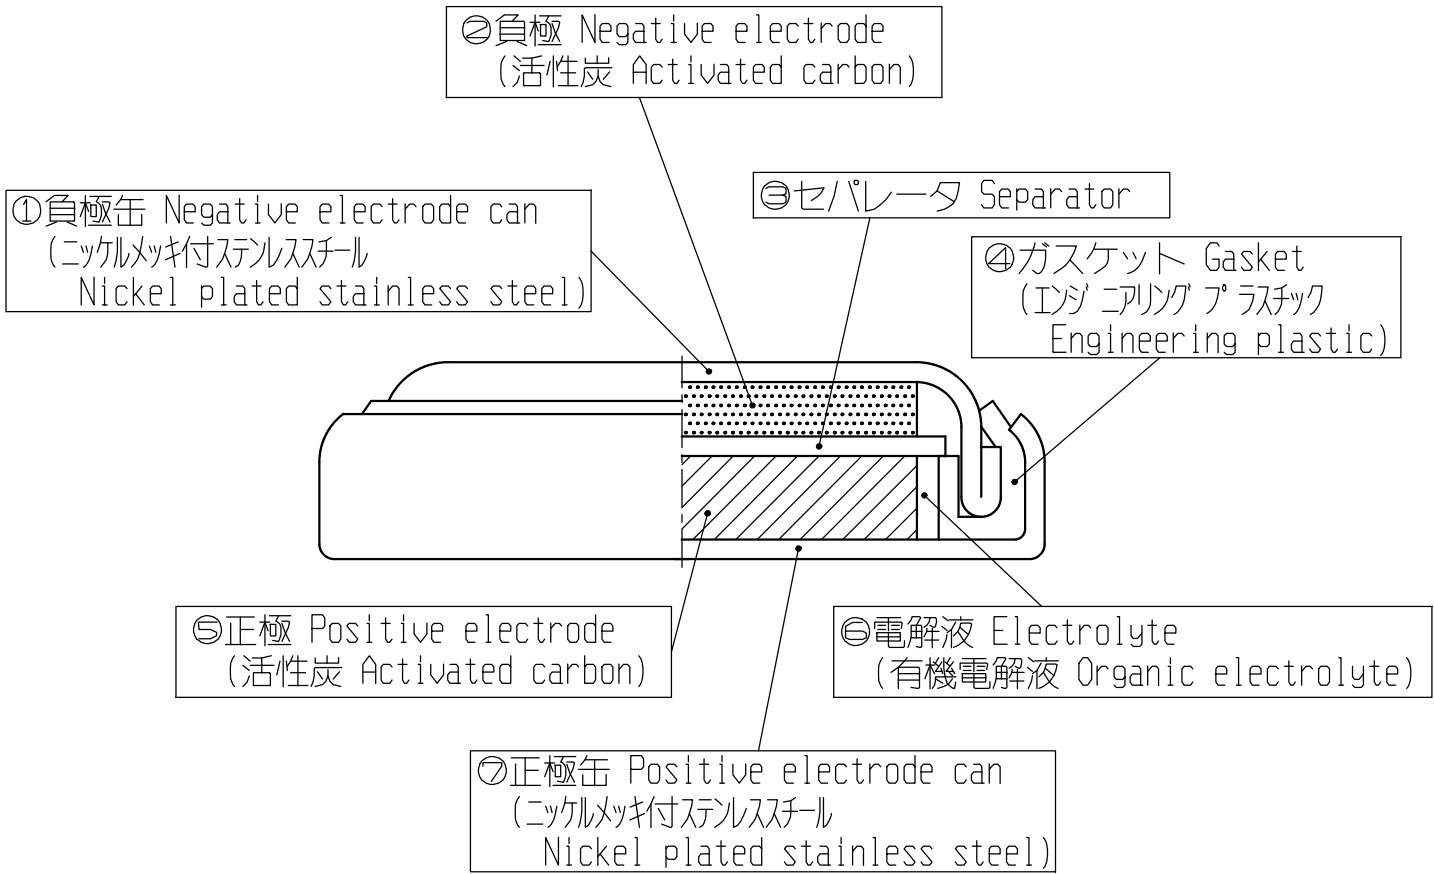 ②負極 Negative electrode
(活性炭 Activated carbon)
③セパレータ Separator
①負極缶 Negative electrode can
(ニッケルメッキ付ステンレススチール
Nickel plated stainless steel)
④ガスケット Gasket
(エンジニアリングプラスチック
Engineering plastic)
⑤正極 Positive electrode
(活性炭 Activated carbon)
⑥電解液 Electrolyte
(有機電解液 Organic electrolyte)
⑦正極缶 Positive electrode can
(ニッケルメッキ付ステンレススチール
Nickel plated stainless steel)